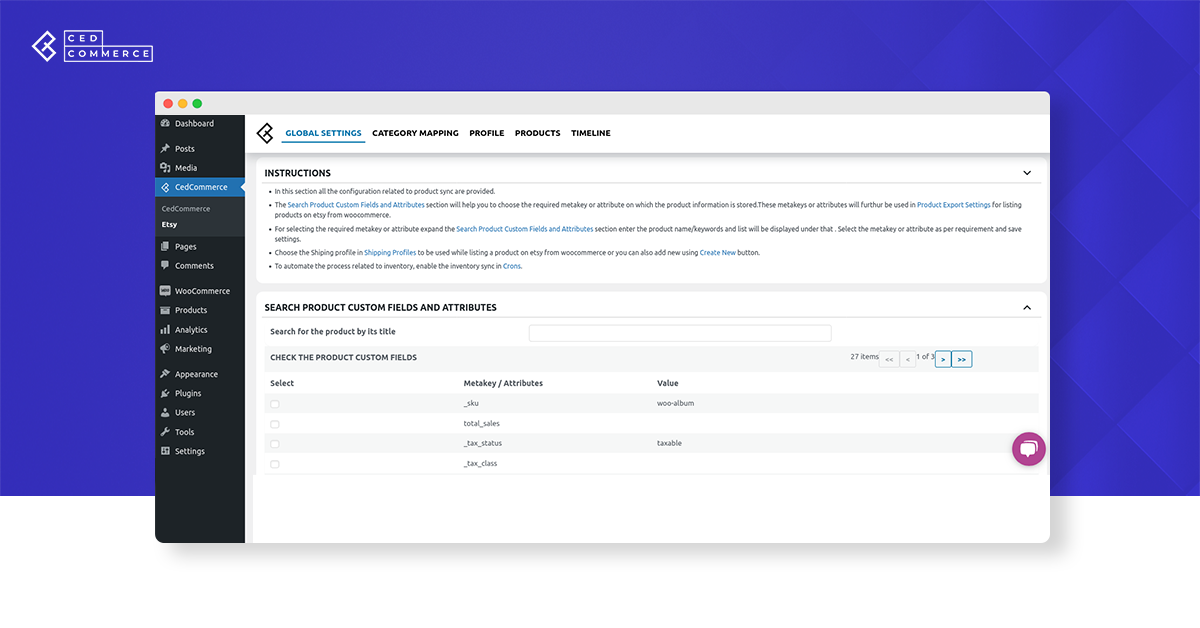 CED
COMMERCE
Dashboard
Posts
Media
CedCommerce
CedCommerce
Etsy
Pages
Comments
WooCommerce
Products
Analytics
Marketing
Appearance
Plugins
Users
Tools
Settings
GLOBAL SETTINGS CATEGORY MAPPING PROFILE PRODUCTS TIMELINE
INSTRUCTIONS
• In this section all the configuration related to product sync are provided.
• The Search Product Custom Fields and Attributes section will help you to choose the required metakey or attribute on which the product information is stored.These metakeys or attributes will furthur be used in Product Export Settings for listing
products on etsy from woocommerce.
• For selecting the required metakey or attribute expand the Search Product Custom Fields and Attributes section enter the product name/keywords and list will be displayed under that . Select the metakey or attribute as per requirement and save
settings.
• Choose the Shiping profile in Shipping Profiles to be used while listing a product on etsy from woocommerce or you can also add new using Create New button.
• To automate the process related to inventory, enable the inventory sync in Crons.
SEARCH PRODUCT CUSTOM FIELDS AND ATTRIBUTES
Search for the product by its title
CHECK THE PRODUCT CUSTOM FIELDS 27 items << < 1 of 3 > >>
Select Metakey / Attributes Value
_sku woo-album
total_sales
_tax_status taxable
_tax_class